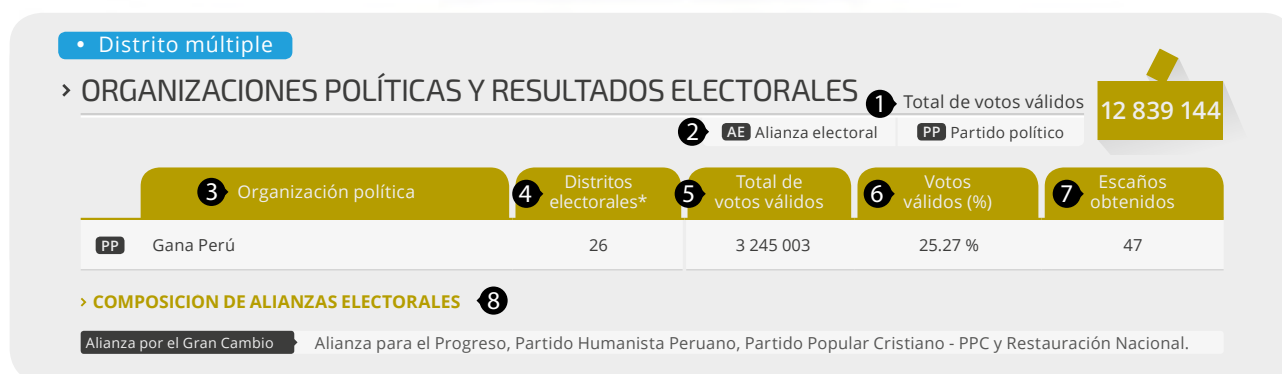 • Distrito múltiple
› ORGANIZACIONES POLÍTICAS Y RESULTADOS ELECTORALES
1 Total de votos válidos
12 839 144
2 AE Alianza electoral PP Partido político
3 Organización política
4 Distritos electorales*
5 Total de votos válidos
6 Votos válidos (%)
7 Escaños obtenidos
PP Gana Perú 26 3 245 003 25.27 % 47
› COMPOSICION DE ALIANZAS ELECTORALES 8
Alianza por el Gran Cambio Alianza para el Progreso, Partido Humanista Peruano, Partido Popular Cristiano - PPC y Restauración Nacional.